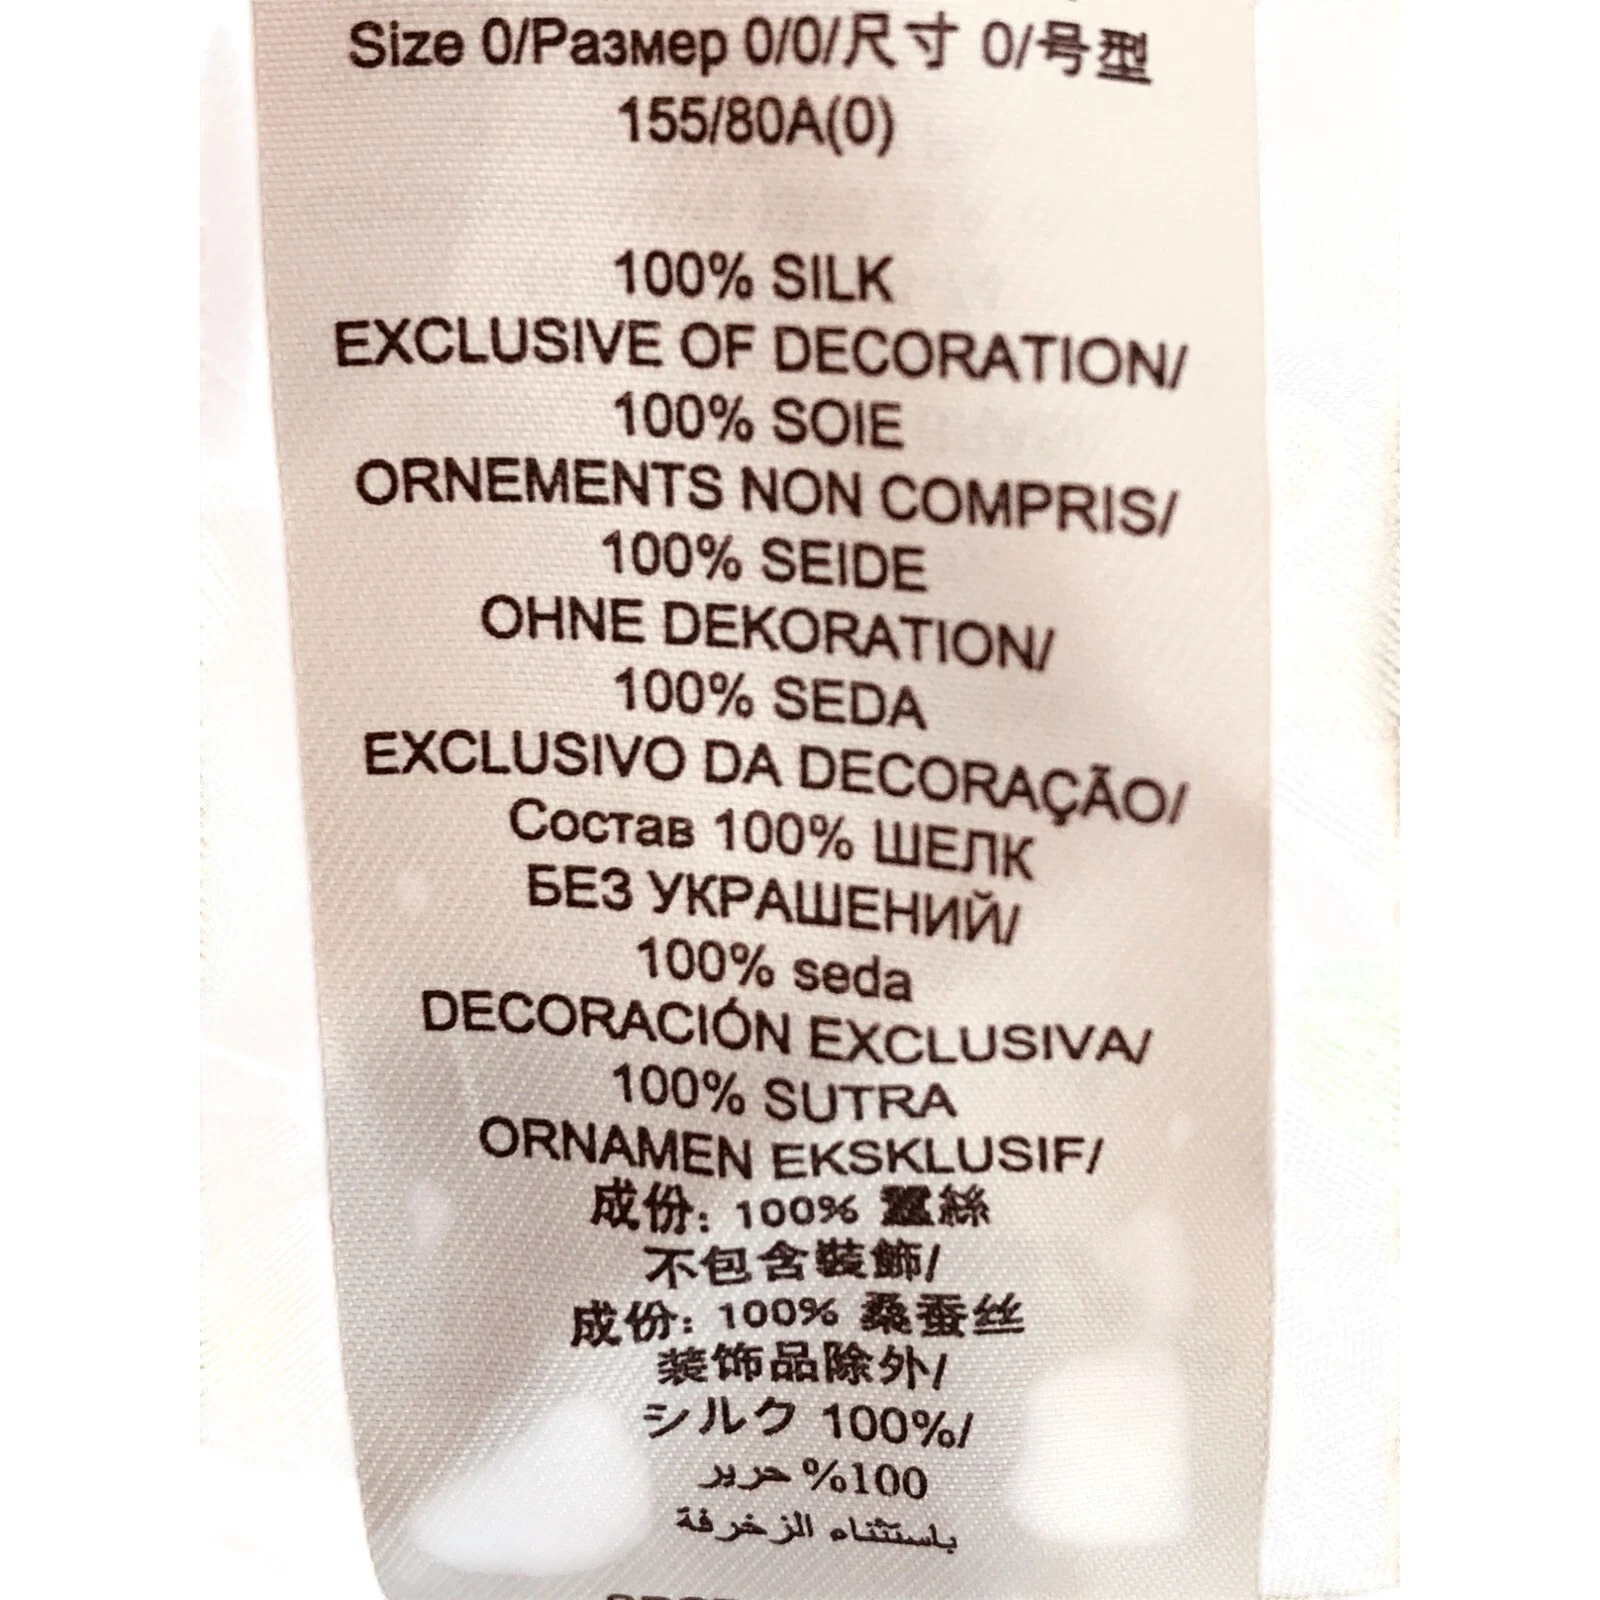 Size 0/Размер 0/0/尺寸 0/号型
155/80A(0)
100% SILK
EXCLUSIVE OF DECORATION/
100% SOIE
ORNEMENTS NON COMPRIS/
100% SEIDE
OHNE DEKORATION/
100% SEDA
EXCLUSIVO DA DECORAÇÃO/
Состав 100% ШЕЛК
БЕЗ УКРАШЕНИЙ/
100% seda
DECORACIÓN EXCLUSIVA/
100% SUTRA
ORNAMEN EKSKLUSIF/
成份: 100% 蠶絲
不包含裝飾/
成份: 100% 桑蚕丝
装饰品除外/
シルク 100%/
100% حرير
باستثناء الزخرفة